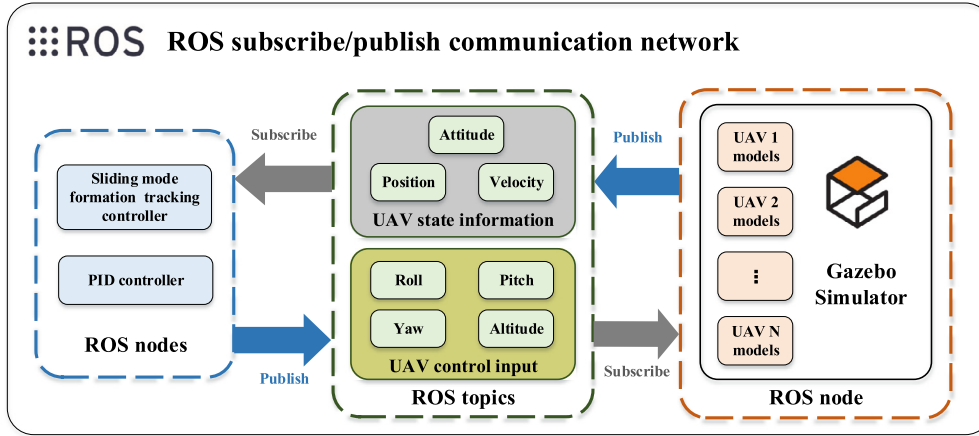 ROS
ROS subscribe/publish communication network
Sliding mode
formation tracking
controller
PID controller
ROS nodes
Subscribe
Publish
Attitude
Position
Velocity
UAV state information
Roll
Pitch
Yaw
Altitude
UAV control input
ROS topics
Publish
Subscribe
UAV 1
models
UAV 2
models
⋮
UAV N
models
Gazebo
Simulator
ROS node